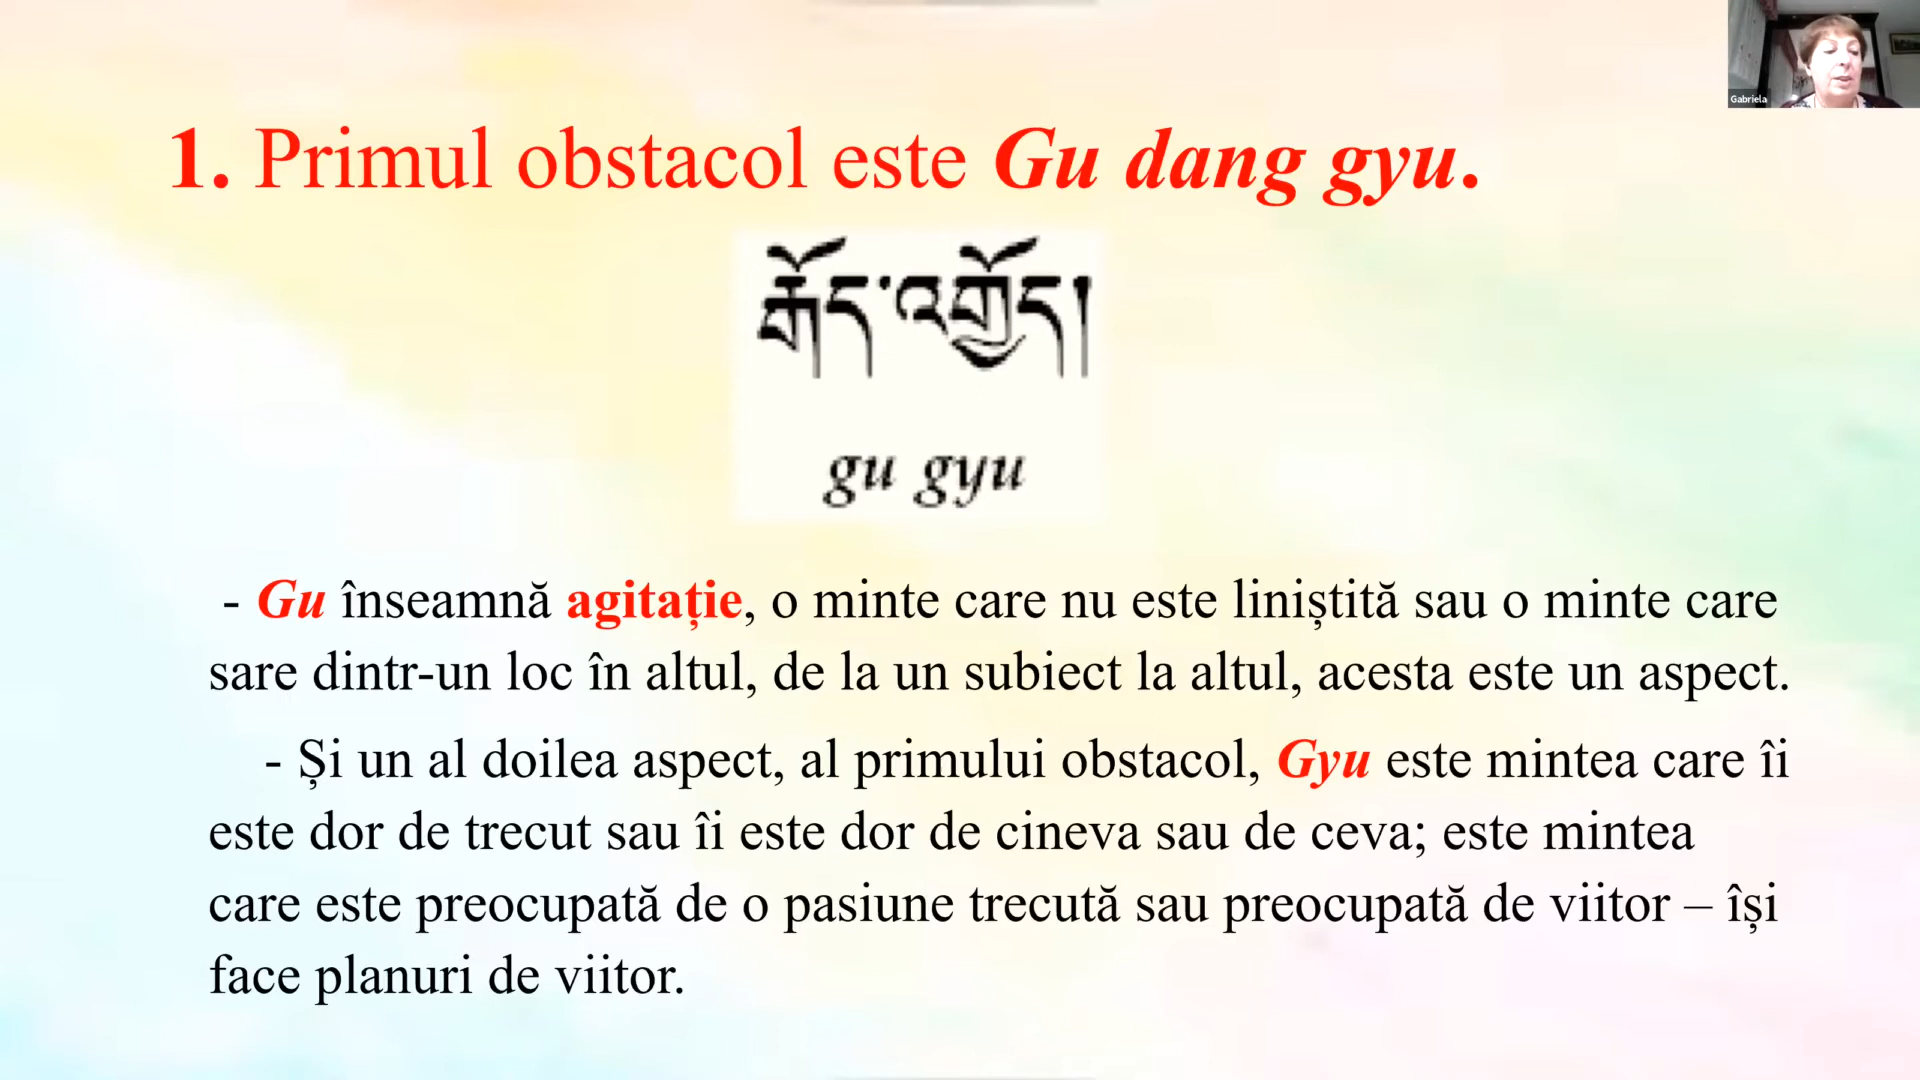 Gabriela
1. Primul obstacol este Gu dang gyu.
རྒོད་འགྱོད།
gu gyu
- Gu înseamnă agitație, o minte care nu este liniștită sau o minte care
sare dintr-un loc în altul, de la un subiect la altul, acesta este un aspect.
- Și un al doilea aspect, al primului obstacol, Gyu este mintea care îi
este dor de trecut sau îi este dor de cineva sau de ceva; este mintea
care este preocupată de o pasiune trecută sau preocupată de viitor – își
face planuri de viitor.